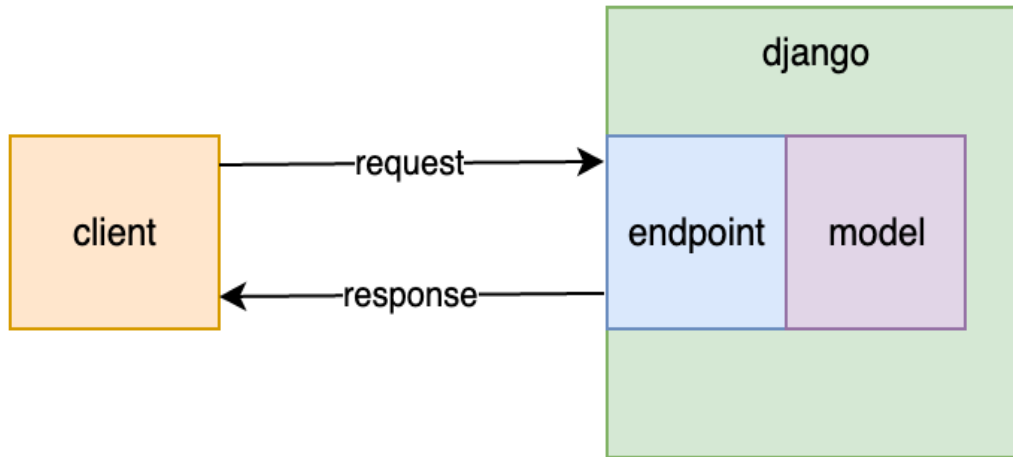 django
request
client
endpoint
model
response